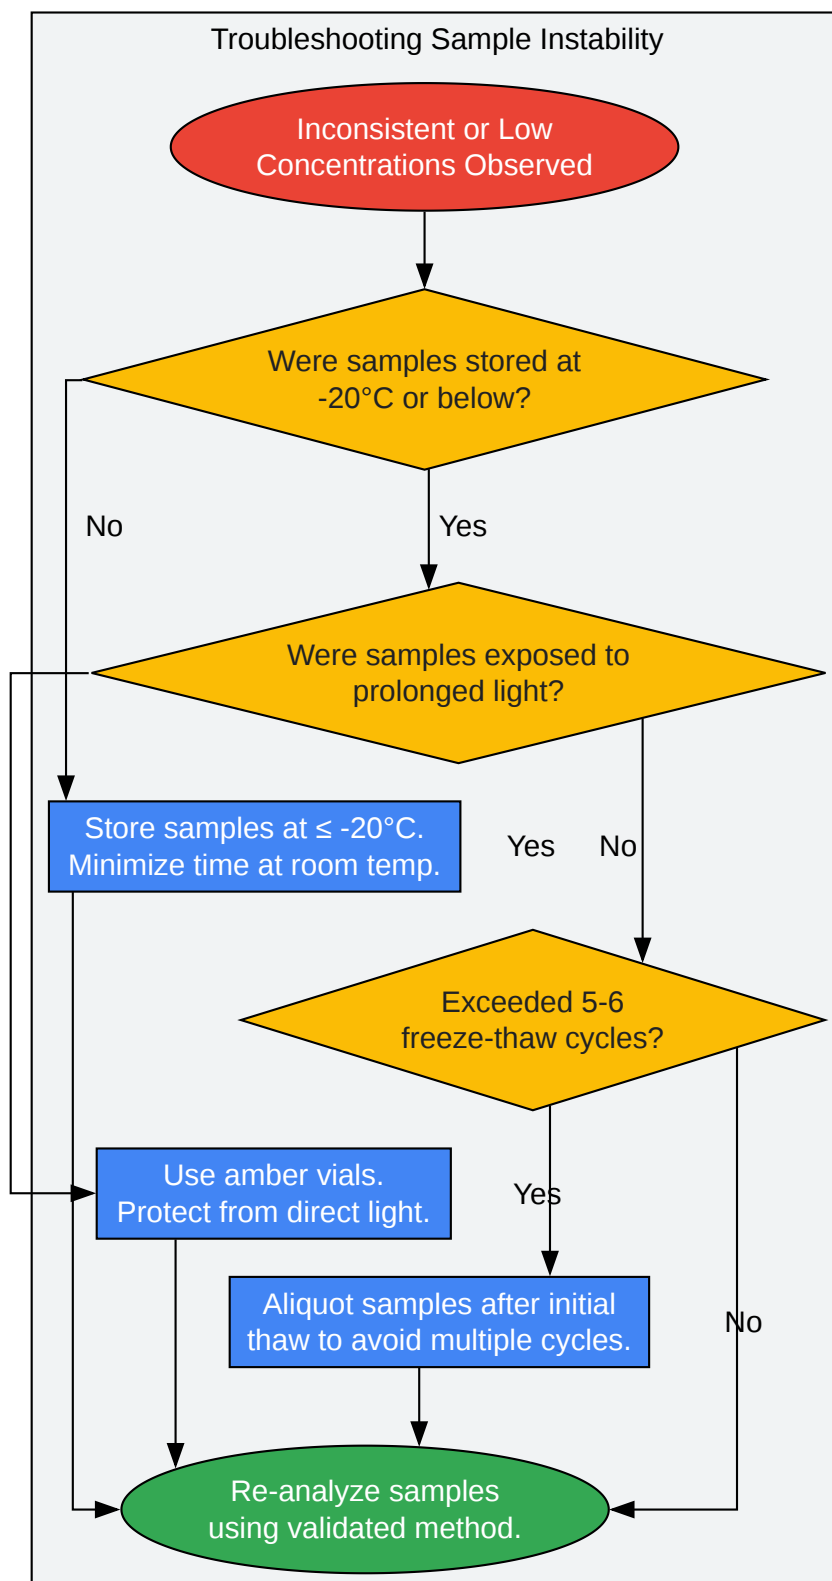 Troubleshooting Sample Instability
Inconsistent or Low
Concentrations Observed
Were samples stored at
-20°C or below?
No
Yes
Were samples exposed to
prolonged light?
Store samples at ≤ -20°C.
Minimize time at room temp.
Yes
No
Exceeded 5-6
freeze-thaw cycles?
Use amber vials.
Protect from direct light.
Yes
Aliquot samples after initial
thaw to avoid multiple cycles.
No
Re-analyze samples
using validated method.